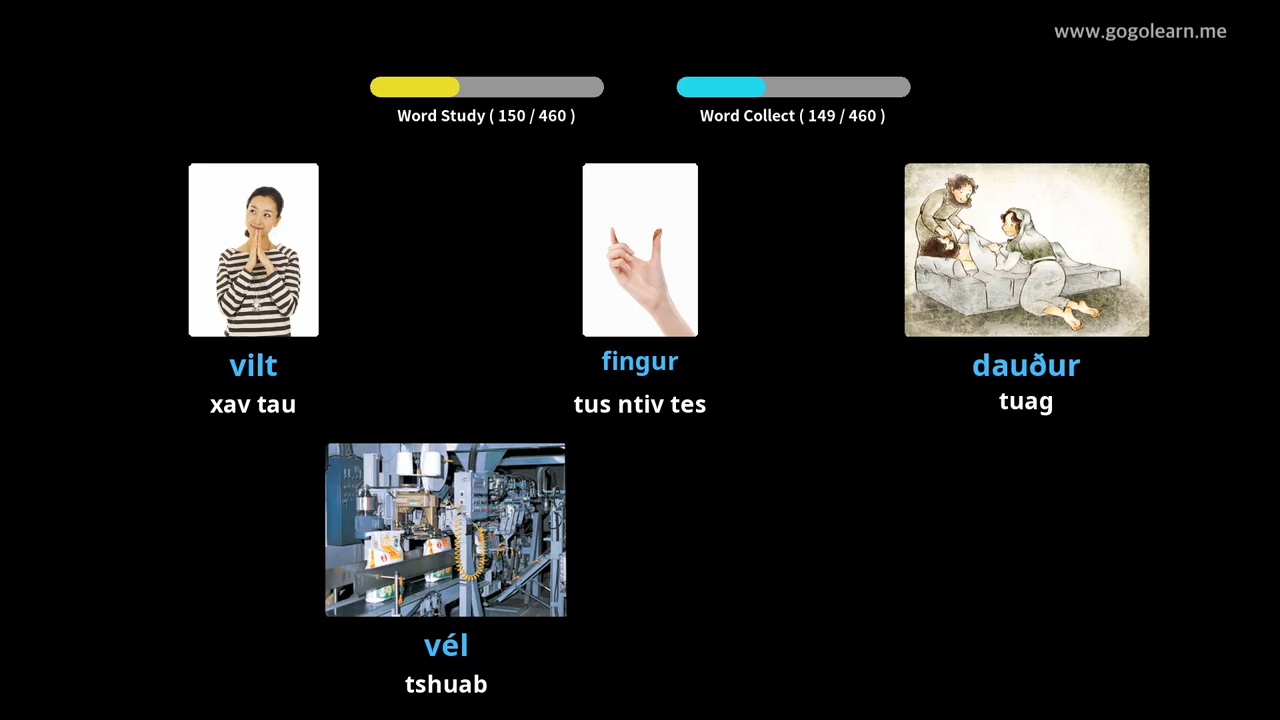 www.gogolearn.me
Word Study ( 150 / 460 )
Word Collect ( 149 / 460 )
vilt
xav tau
fingur
tus ntiv tes
dauður
tuag
vél
tshuab